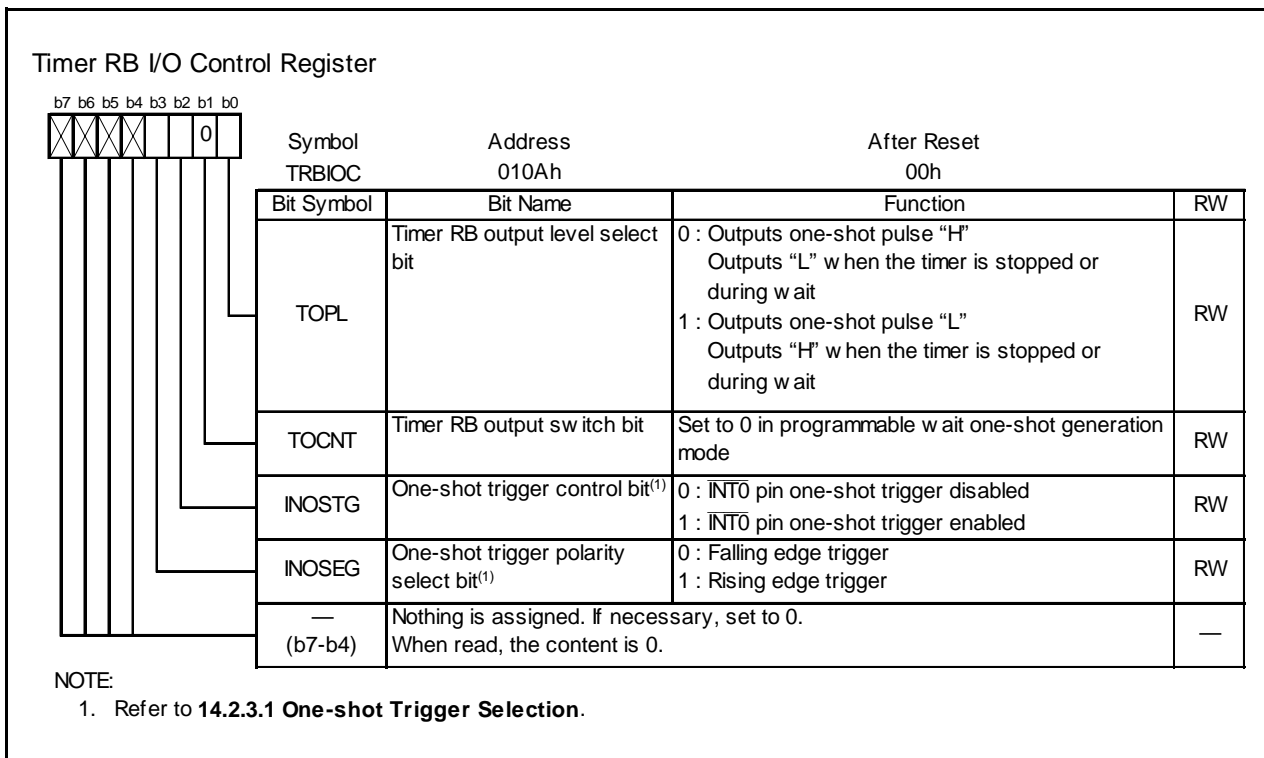 Timer RB I/O Control Register
b7 b6 b5 b4 b3 b2 b1 b0
0
Symbol Address After Reset
TRBIOC 010Ah 00h
Bit Symbol Bit Name Function RW
TOPL Timer RB output level select bit 0 : Outputs one-shot pulse “H”
Outputs “L” when the timer is stopped or
during wait
1 : Outputs one-shot pulse “L”
Outputs “H” when the timer is stopped or
during wait RW
TOCNT Timer RB output switch bit Set to 0 in programmable wait one-shot generation
mode RW
INOSTG One-shot trigger control bit(1) 0 : INT0 pin one-shot trigger disabled
1 : INT0 pin one-shot trigger enabled RW
INOSEG One-shot trigger polarity
select bit(1) 0 : Falling edge trigger
1 : Rising edge trigger RW
— Nothing is assigned. If necessary, set to 0.
(b7-b4) When read, the content is 0. —
NOTE:
1. Refer to 14.2.3.1 One-shot Trigger Selection.